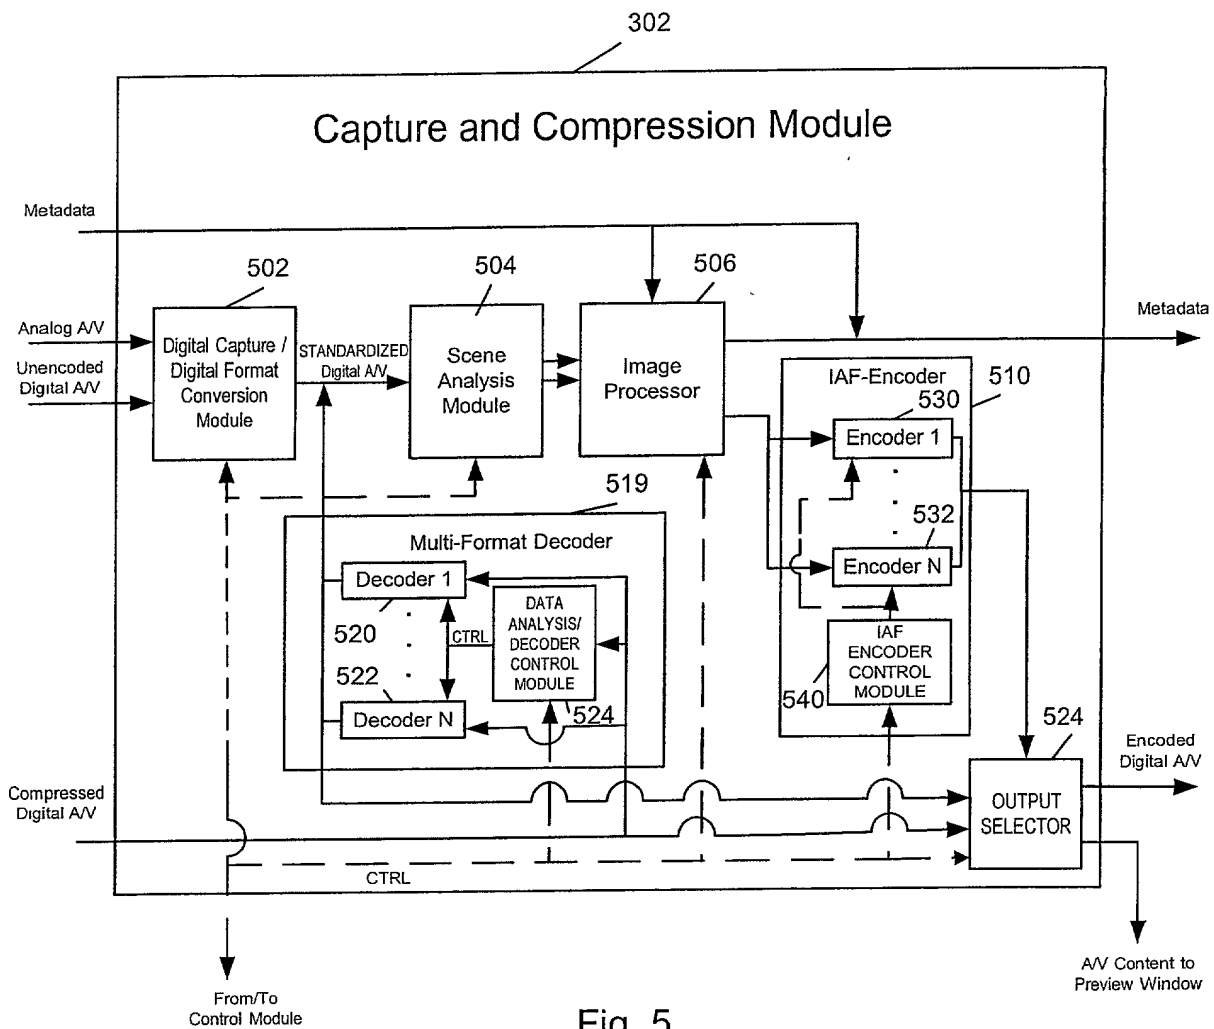 302
Capture and Compression Module
Metadata
502
504
506
Metadata
Analog A/V
Unencoded
Digital A/V
Digital Capture /
Digital Format
Conversion
Module
STANDARDIZED
Digital A/V
Scene
Analysis
Module
Image
Processor
IAF-Encoder
510
530
Encoder 1
519
532
Encoder N
Multi-Format Decoder
Decoder 1
520
CTRL
DATA
ANALYSIS/
DECODER
CONTROL
MODULE
522
Decoder N
524
IAF
ENCODER
CONTROL
MODULE
540
524
Encoded
Digital A/V
Compressed
Digital A/V
OUTPUT
SELECTOR
CTRL
A/V Content to
Preview Window
From/To
Control Module
Fig. 5